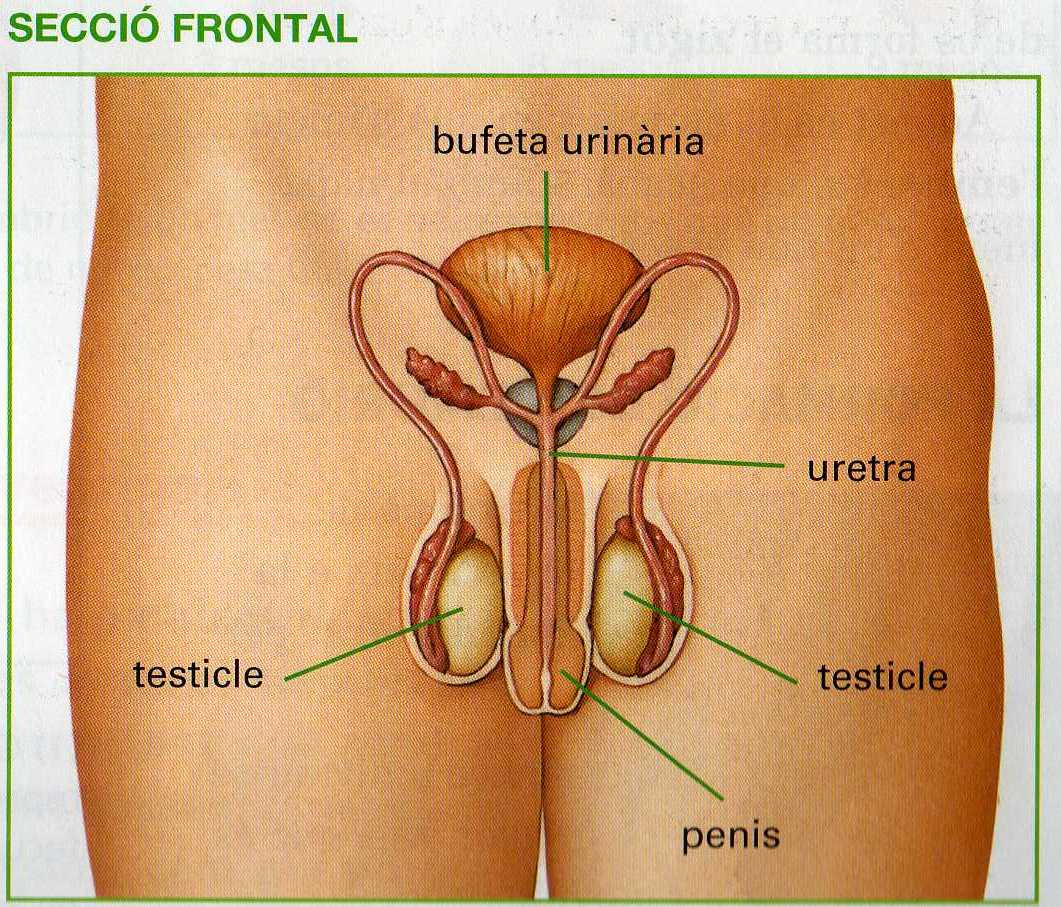 SECCIÓ FRONTAL
bufeta urinària
uretra
testicle
testicle
penis